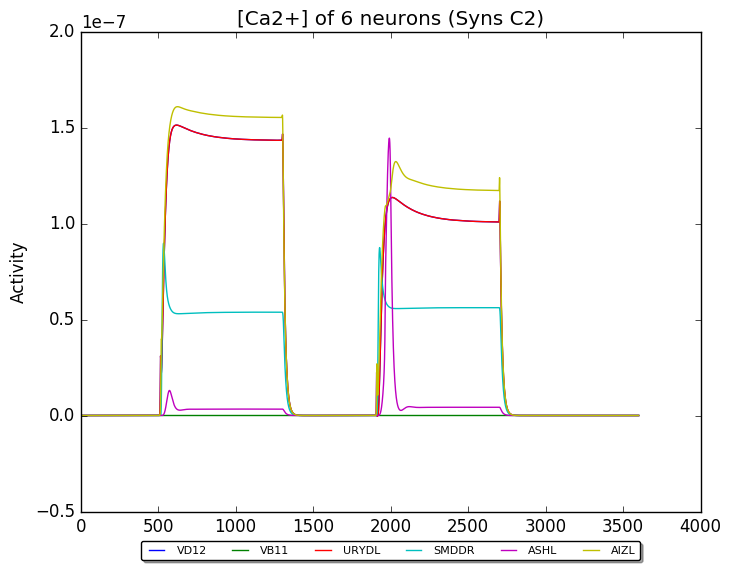 [Ca2+] of 6 neurons (Syns C2)
1e−7
2.0
1.5
1.0
0.5
0.0
−0.5
Activity
0 500 1000 1500 2000 2500 3000 3500 4000
VD12 VB11 URYDL SMDDR ASHL AIZL